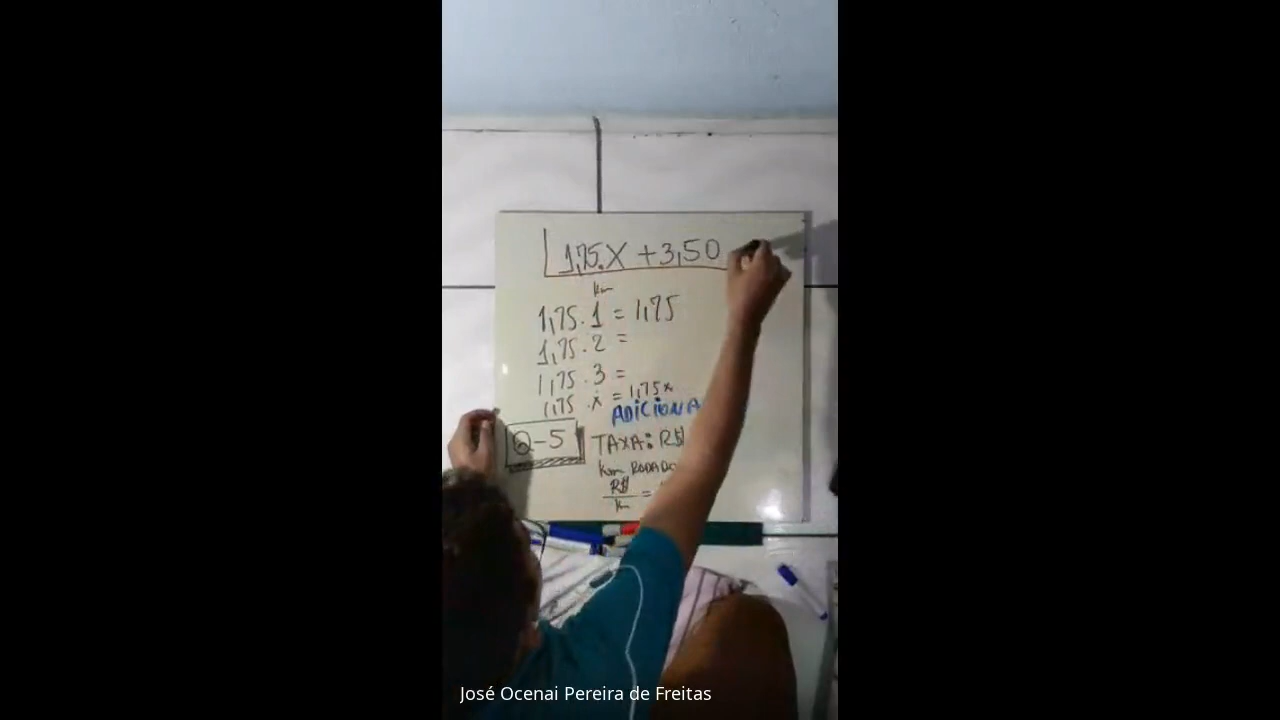 1,75.X + 3,50
km
1,75 . 1 = 1,75
1,75 . 2 =
1,75 . 3 =
1,75 . x = 1,75x
ADICIONA
Q-5
TAXA: R$
km RODADO
R$
km =
José Ocenai Pereira de Freitas